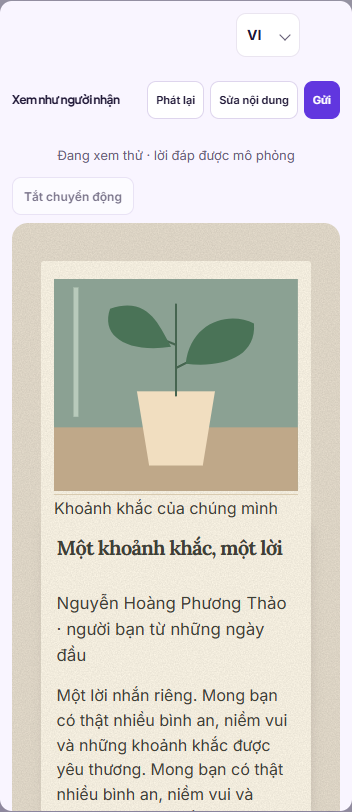 VI
Xem như người nhận
Phát lại
Sửa nội dung
Gửi
Đang xem thử · lời đáp được mô phỏng
Tắt chuyển động
Khoảnh khắc của chúng mình
Một khoảnh khắc, một lời
Nguyễn Hoàng Phương Thảo
· người bạn từ những ngày
đầu
Một lời nhắn riêng. Mong bạn
có thật nhiều bình an, niềm vui
và những khoảnh khắc được
yêu thương. Mong bạn có thật
nhiều bình an, niềm vui và